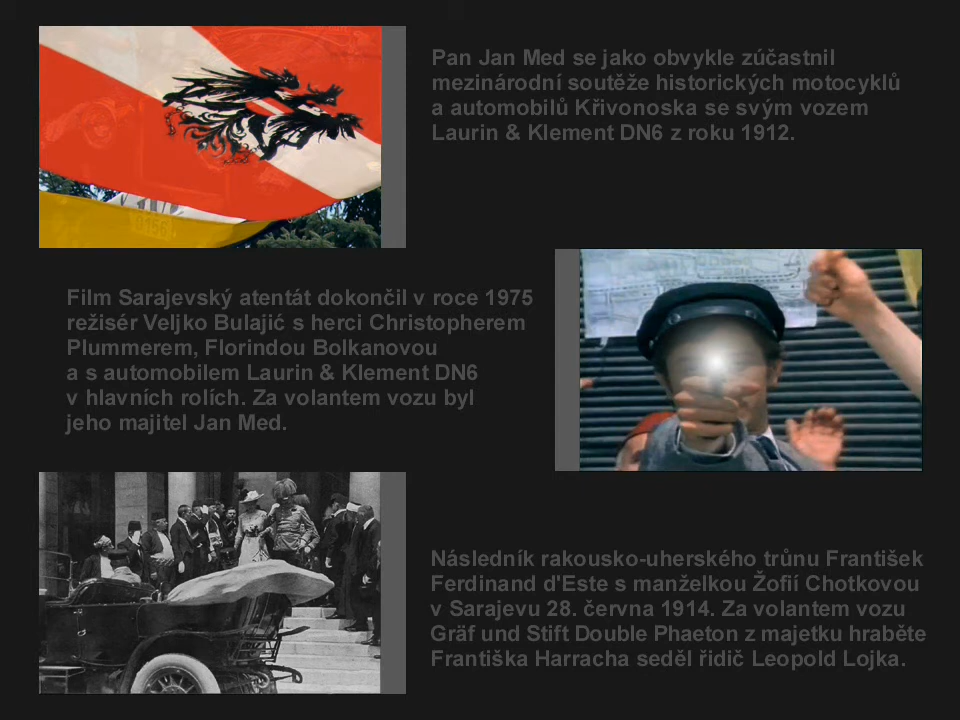 Pan Jan Med se jako obvykle zúčastnil
mezinárodní soutěže historických motocyklů
a automobilů Křivonoska se svým vozem
Laurin & Klement DN6 z roku 1912.
Film Sarajevský atentát dokončil v roce 1975
režisér Veljko Bulajić s herci Christopherem
Plummerem, Florindou Bolkanovou
a s automobilem Laurin & Klement DN6
v hlavních rolích. Za volantem vozu byl
jeho majitel Jan Med.
Následník rakousko-uherského trůnu František
Ferdinand d'Este s manželkou Žofií Chotkovou
v Sarajevu 28. června 1914. Za volantem vozu
Gräf und Stift Double Phaeton z majetku hraběte
Františka Harracha seděl řidič Leopold Lojka.